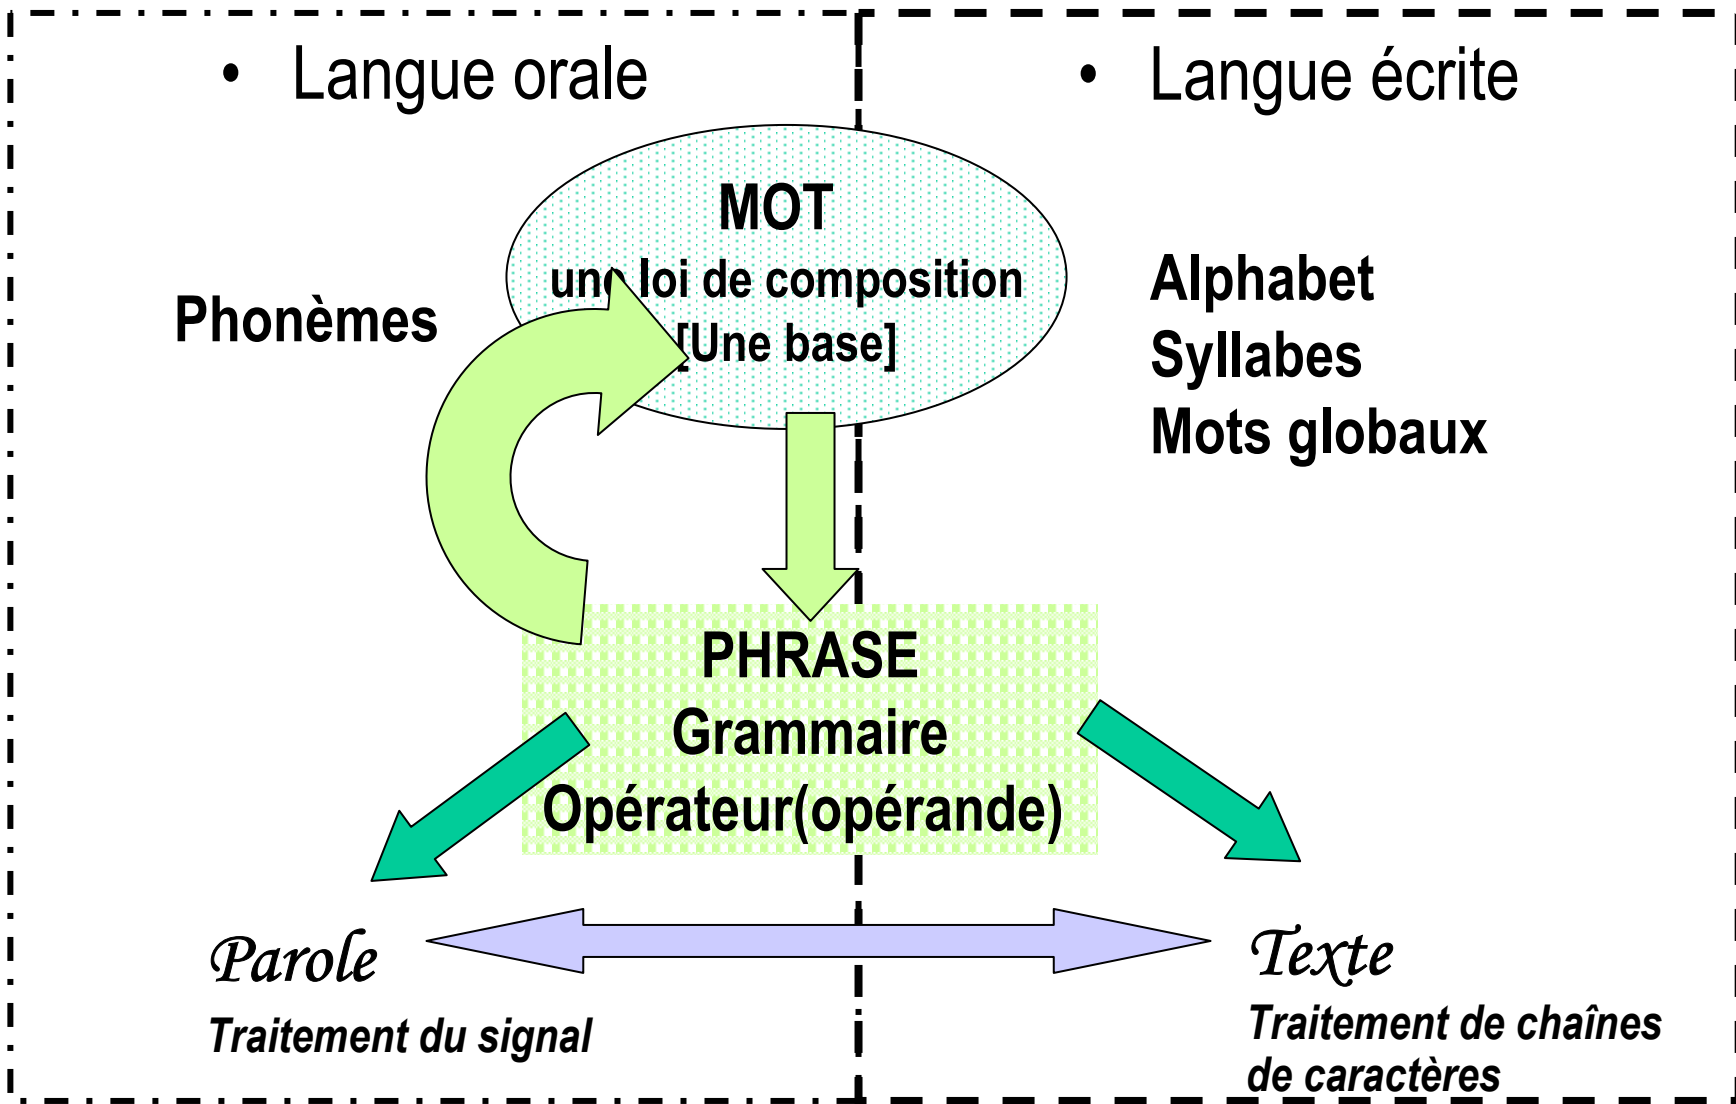 • Langue orale
• Langue écrite
MOT
une loi de composition
[Une base]
Phonèmes
Alphabet
Syllabes
Mots globaux
PHRASE
Grammaire
Opérateur(opérande)
Parole
Traitement du signal
Texte
Traitement de chaînes
de caractères